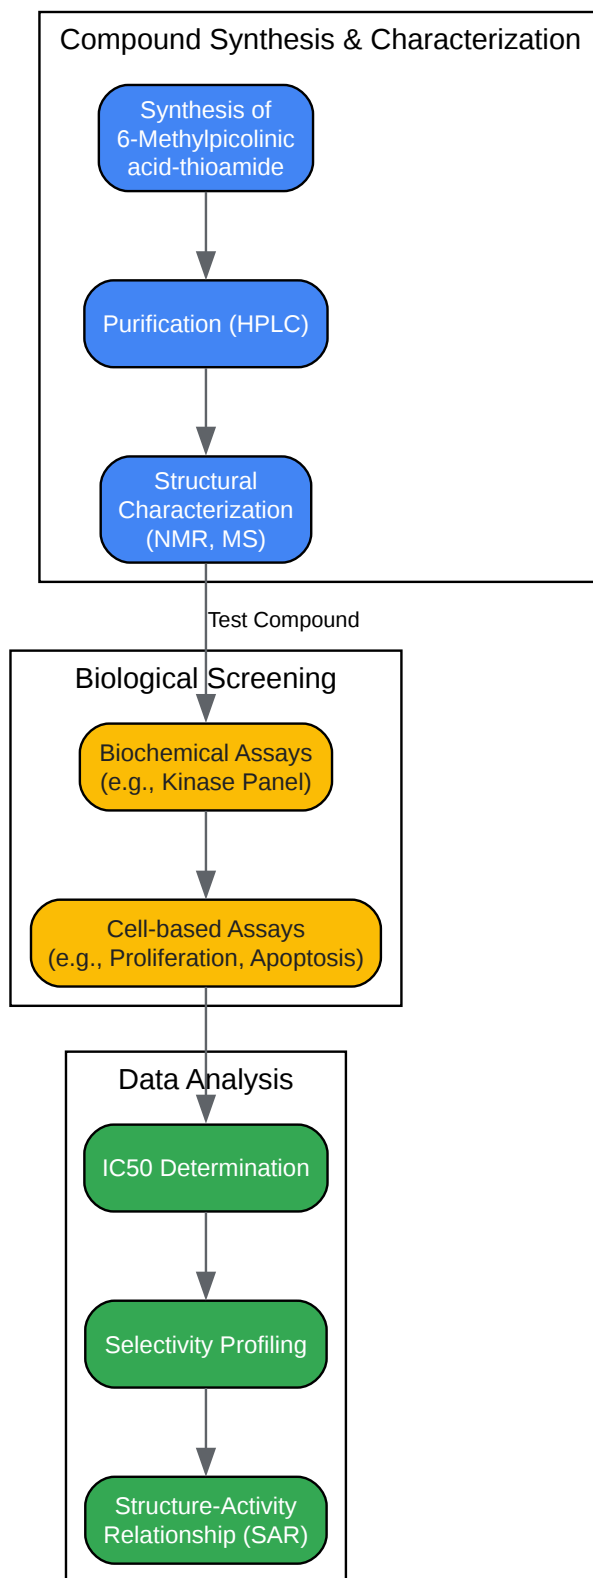 Compound Synthesis & Characterization
Synthesis of
6-Methylpicolinic
acid-thioamide
Purification (HPLC)
Structural
Characterization
(NMR, MS)
Test Compound
Biological Screening
Biochemical Assays
(e.g., Kinase Panel)
Cell-based Assays
(e.g., Proliferation, Apoptosis)
Data Analysis
IC50 Determination
Selectivity Profiling
Structure-Activity
Relationship (SAR)